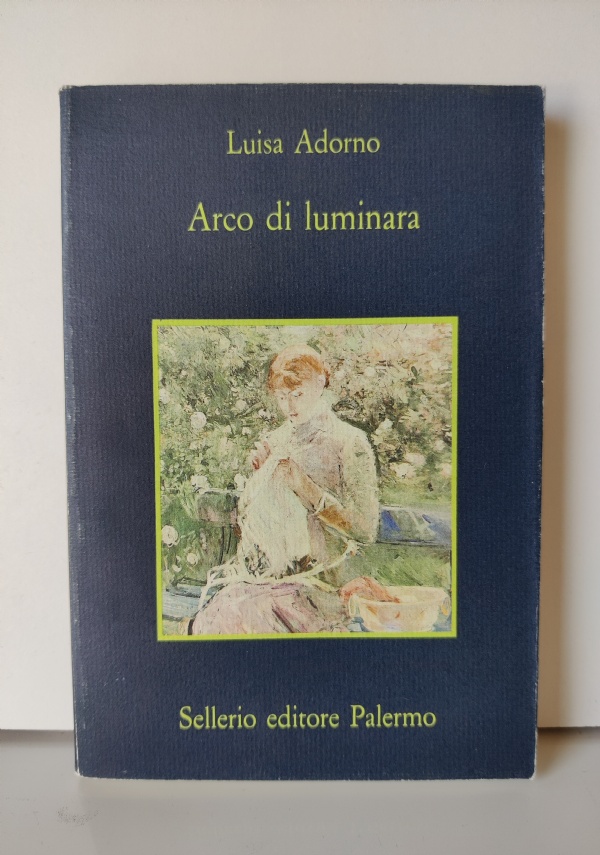 Luisa Adorno
Arco di luminara
Sellerio editore Palermo